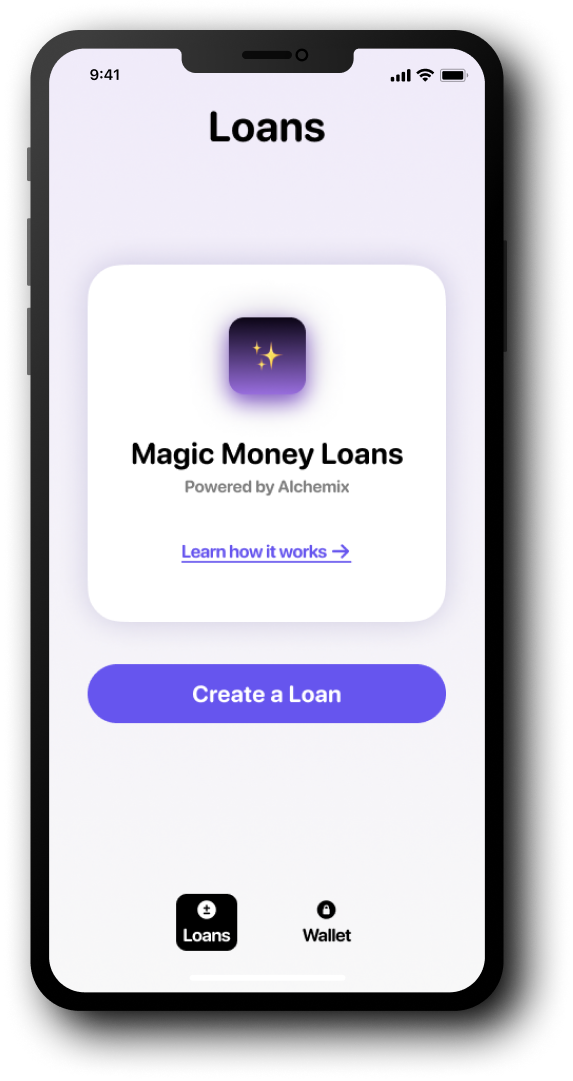 9:41
Loans
Magic Money Loans
Powered by Alchemix
Learn how it works →
Create a Loan
Loans
Wallet